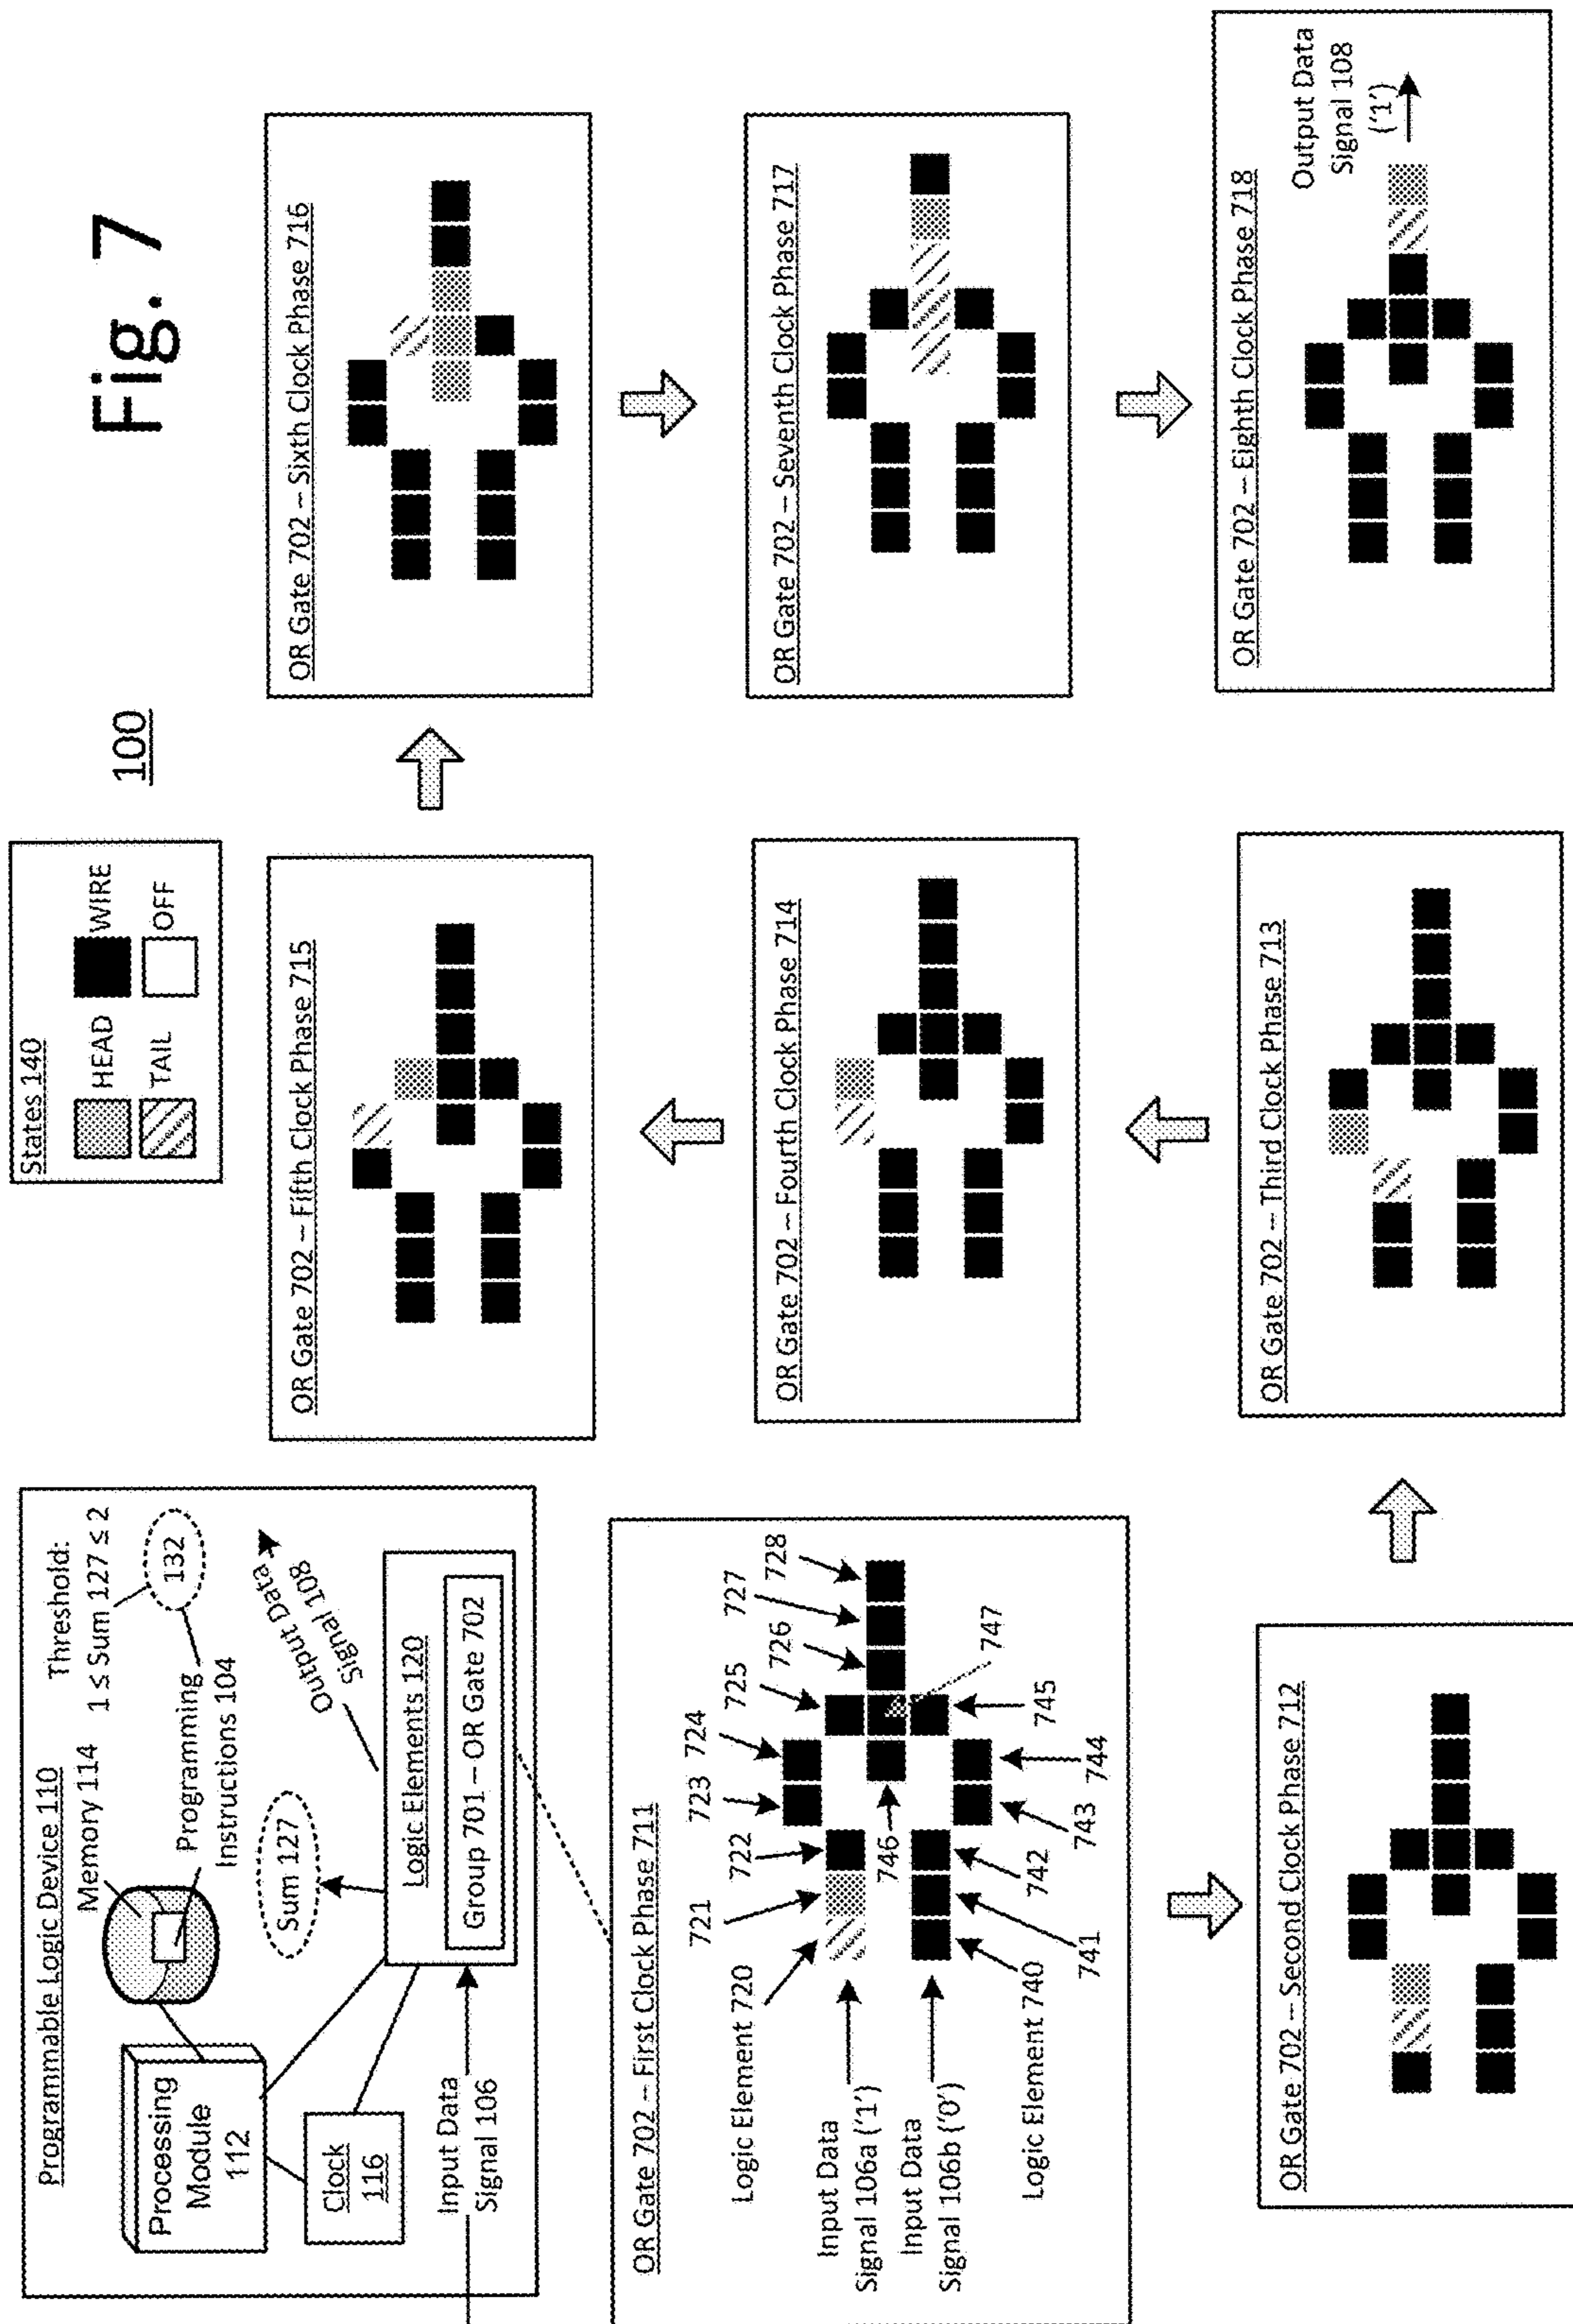 Fig. 7
100
States 140
HEAD
WIRE
TAIL
OFF
Programmable Logic Device 110
Processing
Module
112
Memory 114
Threshold:
1 ≤ Sum 127 ≤ 2
132
Programming
Instructions 104
Sum 127
Clock
116
Input Data
Signal 106
Output Data
Signal 108
Logic Elements 120
Group 701 – OR Gate 702
OR Gate 702 – First Clock Phase 711
721
722
723
724
725
726
727
728
Logic Element 720
Input Data
Signal 106a ('1')
Input Data
Signal 106b ('0')
Logic Element 740
741
742
743
744
745
746
747
OR Gate 702 – Second Clock Phase 712
OR Gate 702 – Third Clock Phase 713
OR Gate 702 – Fourth Clock Phase 714
OR Gate 702 – Fifth Clock Phase 715
OR Gate 702 – Sixth Clock Phase 716
OR Gate 702 – Seventh Clock Phase 717
OR Gate 702 – Eighth Clock Phase 718
Output Data
Signal 108
('1')